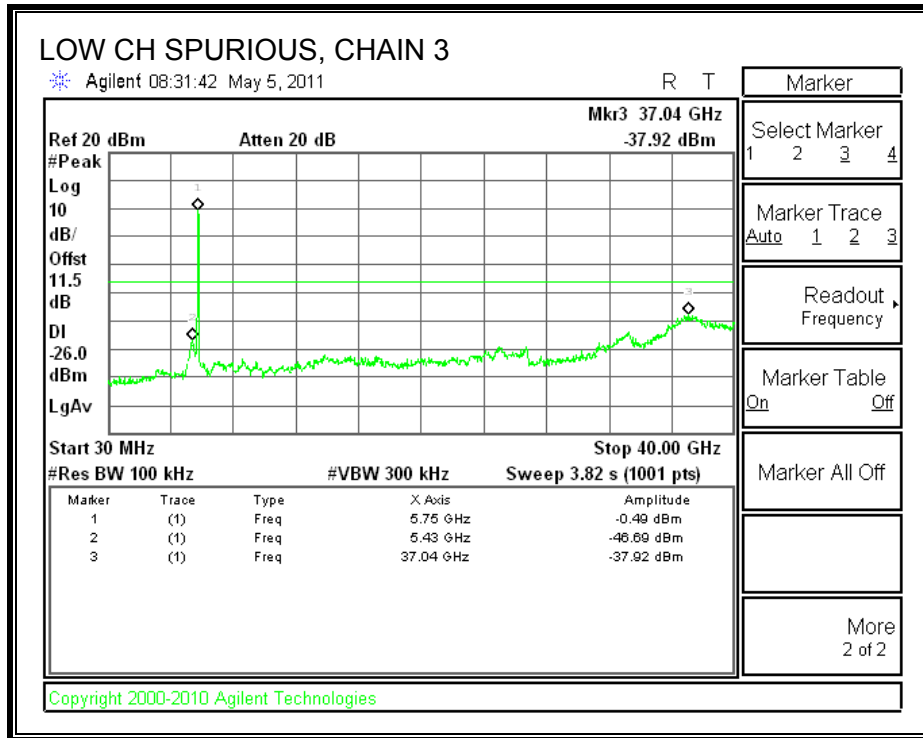 LOW CH SPURIOUS, CHAIN 3
Agilent 08:31:42 May 5, 2011 R T
Mkr3 37.04 GHz
Ref 20 dBm Atten 20 dB -37.92 dBm
#Peak
Log
10
dB/
Offst
11.5
dB
DI
-26.0
dBm
LgAv
1
2
3
Start 30 MHz Stop 40.00 GHz
#Res BW 100 kHz #VBW 300 kHz Sweep 3.82 s (1001 pts)
Marker Trace Type X Axis Amplitude
1 (1) Freq 5.75 GHz -0.49 dBm
2 (1) Freq 5.43 GHz -46.69 dBm
3 (1) Freq 37.04 GHz -37.92 dBm
Marker
Select Marker
1 2 3 4
Marker Trace
Auto 1 2 3
Readout
Frequency
Marker Table
On Off
Marker All Off
More
2 of 2
Copyright 2000-2010 Agilent Technologies